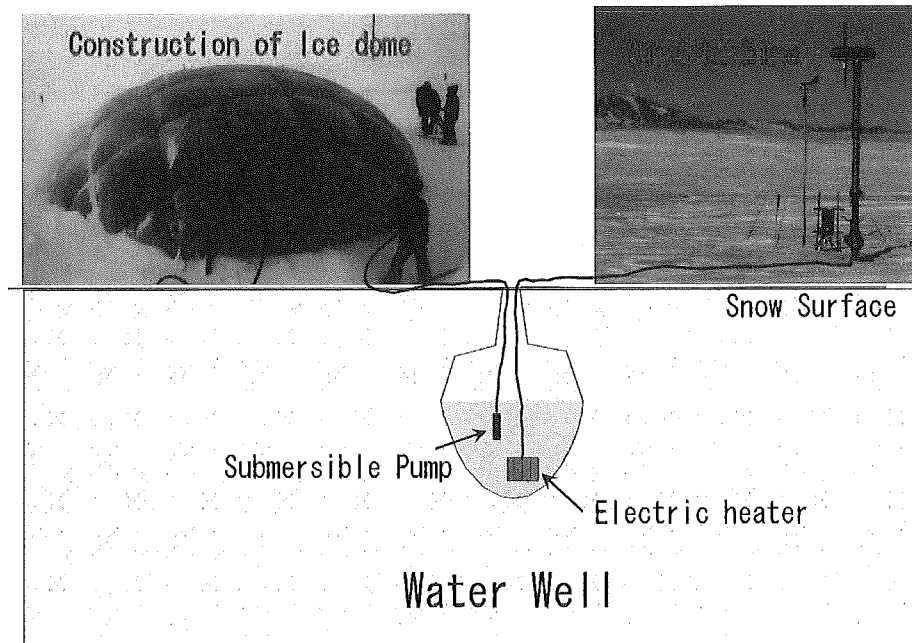 Construction of Ice dome
Snow Surface
Submersible Pump
Electric heater
Water Well